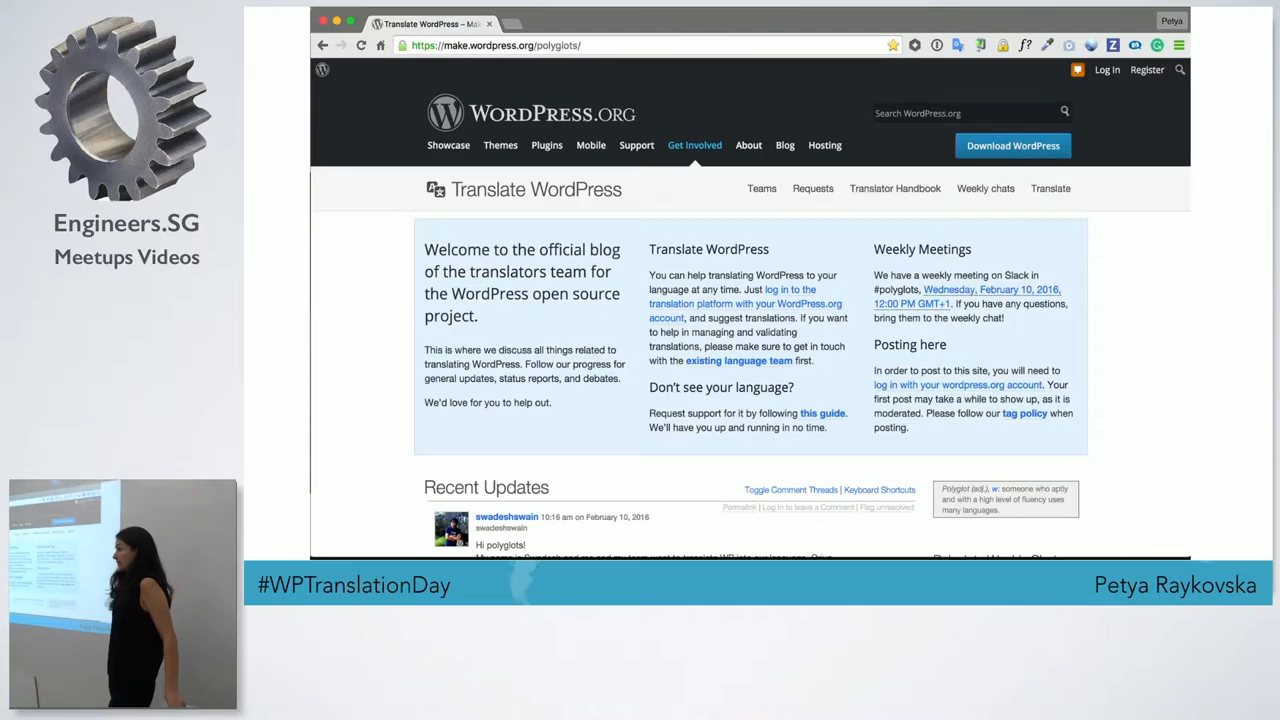 Engineers.SG
Meetups Videos
Translate WordPress – Mak
Petya
https://make.wordpress.org/polyglots/
Log In Register
WORDPRESS.ORG
Search WordPress.org
Showcase Themes Plugins Mobile Support Get Involved About Blog Hosting
Download WordPress
Translate WordPress
Teams Requests Translator Handbook Weekly chats Translate
Welcome to the official blog
of the translators team for
the WordPress open source
project.
This is where we discuss all things related to
translating WordPress. Follow our progress for
general updates, status reports, and debates.
We'd love for you to help out.
Translate WordPress
You can help translating WordPress to your
language at any time. Just log in to the
translation platform with your WordPress.org
account, and suggest translations. If you want
to help in managing and validating
translations, please make sure to get in touch
with the existing language team first.
Don't see your language?
Request support for it by following this guide.
We'll have you up and running in no time.
Weekly Meetings
We have a weekly meeting on Slack in
#polyglots, Wednesday, February 10, 2016,
12:00 PM GMT+1. If you have any questions,
bring them to the weekly chat!
Posting here
In order to post to this site, you will need to
log in with your wordpress.org account. Your
first post may take a while to show up, as it is
moderated. Please follow our tag policy when
posting.
Recent Updates
Toggle Comment Threads | Keyboard Shortcuts
Permalink | Log in to leave a Comment | Flag unresolved
swadeshswain 10:16 am on February 10, 2016
swadeshswain
Hi polyglots!
Polyglot (adj.), w: someone who aptly
and with a high level of fluency uses
many languages.
#WPTranslationDay
Petya Raykovska